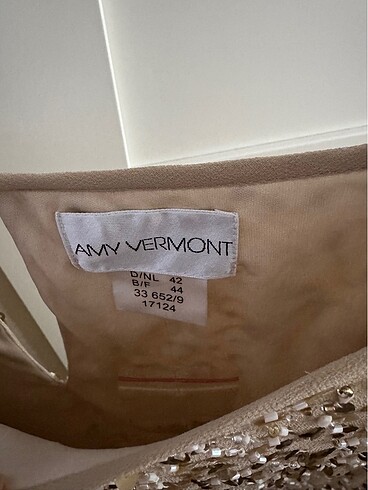 AMY VERMONT
D/NL 42
B/F 44
33 652/9
17124